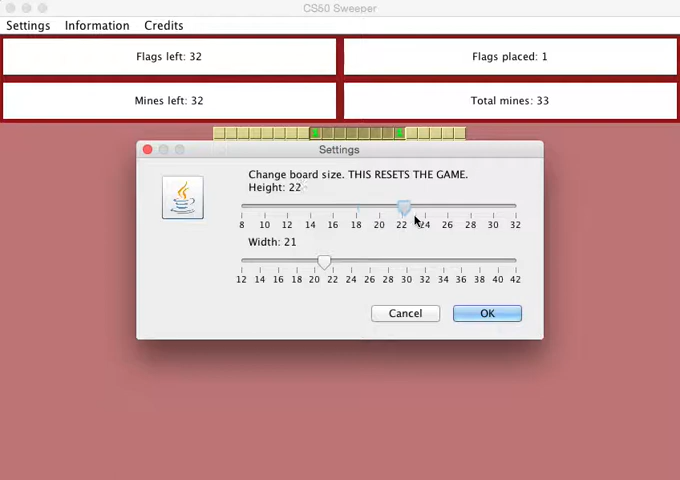 CS50 Sweeper
Settings Information Credits
Flags left: 32
Flags placed: 1
Mines left: 32
Total mines: 33
Settings
Change board size. THIS RESETS THE GAME.
Height: 22
8 10 12 14 16 18 20 22 24 26 28 30 32
Width: 21
12 14 16 18 20 22 24 26 28 30 32 34 36 38 40 42
Cancel OK